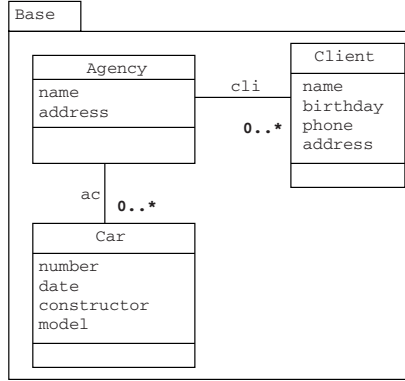 Base
Agency
name
address
cli
0..*
Client
name
birthday
phone
address
ac
0..*
Car
number
date
constructor
model